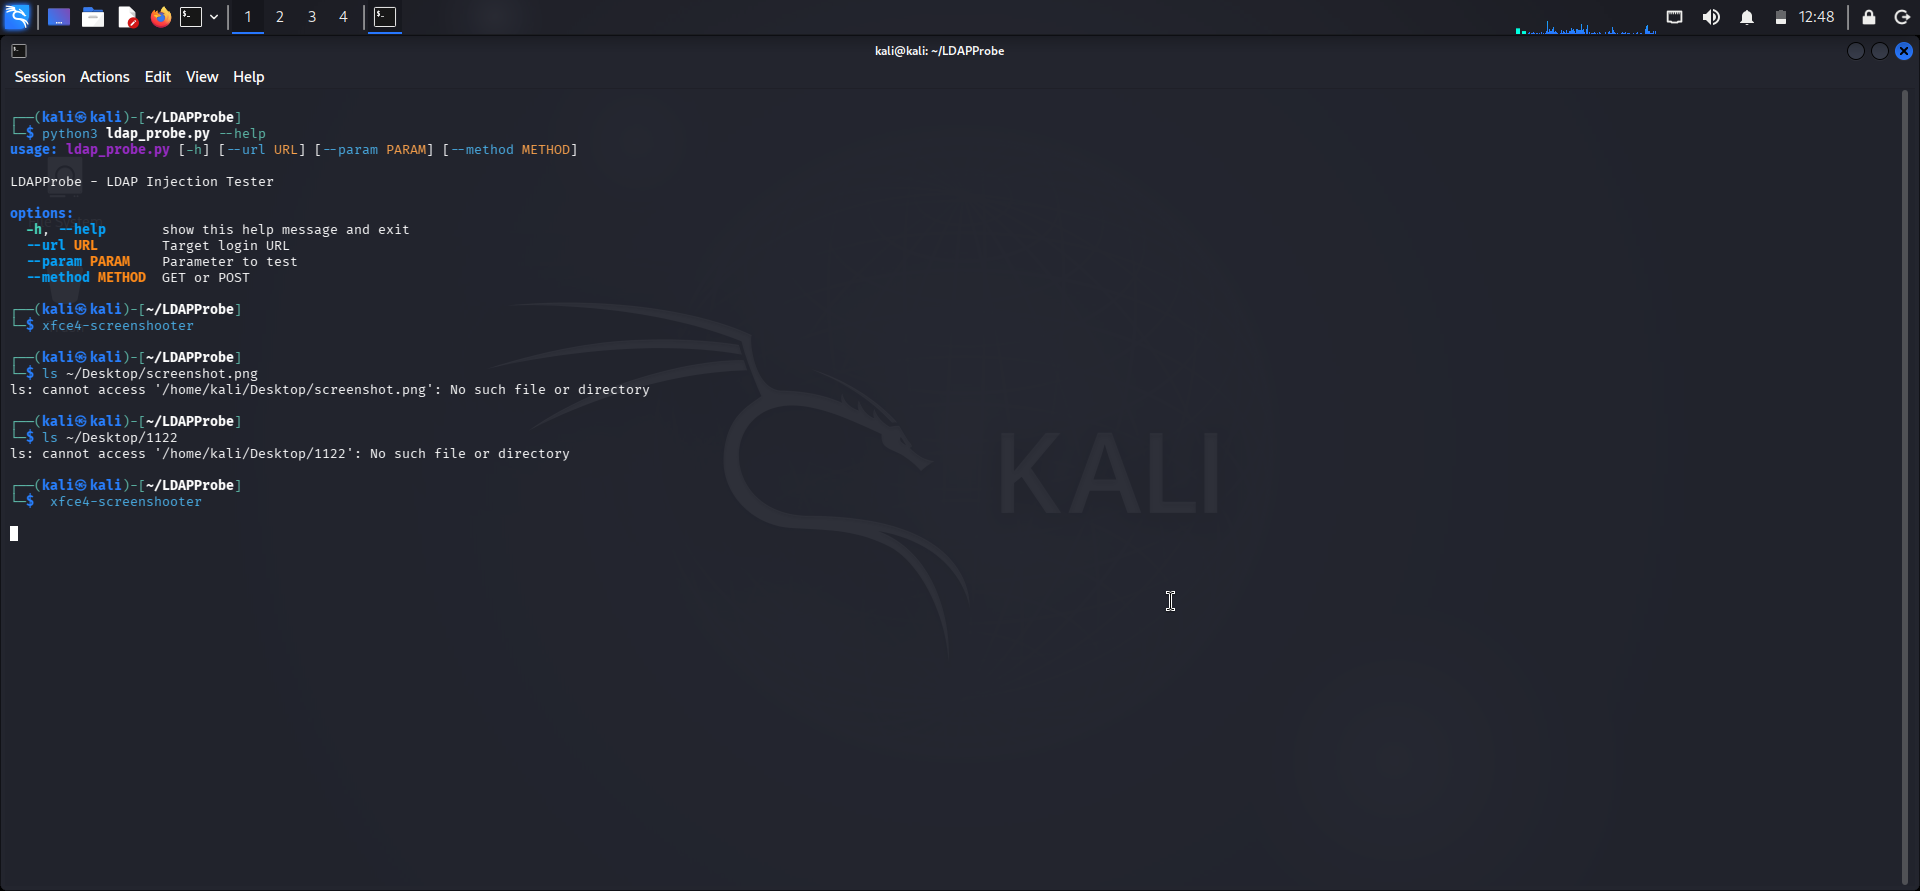 1 2 3 4 12:48
kali@kali: ~/LDAPProbe
Session Actions Edit View Help
┌──(kali㉿kali)-[~/LDAPProbe]
└─$ python3 ldap_probe.py --help
usage: ldap_probe.py [-h] [--url URL] [--param PARAM] [--method METHOD]
LDAPProbe - LDAP Injection Tester
options:
-h, --help show this help message and exit
--url URL Target login URL
--param PARAM Parameter to test
--method METHOD GET or POST
┌──(kali㉿kali)-[~/LDAPProbe]
└─$ xfce4-screenshooter
┌──(kali㉿kali)-[~/LDAPProbe]
└─$ ls ~/Desktop/screenshot.png
ls: cannot access '/home/kali/Desktop/screenshot.png': No such file or directory
┌──(kali㉿kali)-[~/LDAPProbe]
└─$ ls ~/Desktop/1122
ls: cannot access '/home/kali/Desktop/1122': No such file or directory
┌──(kali㉿kali)-[~/LDAPProbe]
└─$  xfce4-screenshooter
KALI